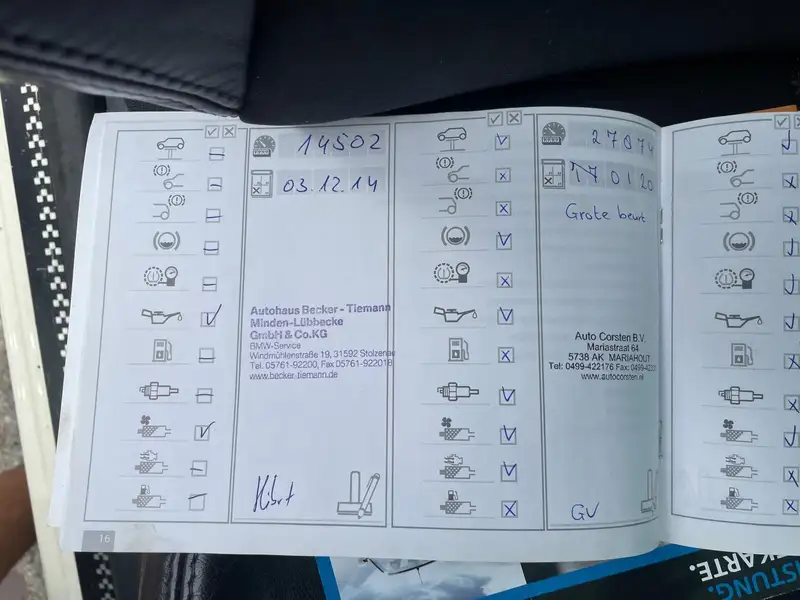 14502
03.12.14
Autohaus Becker - Tiemann
Minden-Lübbecke
GmbH & Co.KG
BMW-Service
Windmühlenstraße 19, 31592 Stolzenau
Tel. 05761-92200, Fax 05761-922018
www.becker-tiemann.de
16
27074
17 01 20
Grote beurt
Auto Corsten B.V.
Mariastraat 64
5738 AK MARIAHOUT
Tel: 0499-422176 Fax: 0499-
www.autocorsten.nl
GV
KARTE.